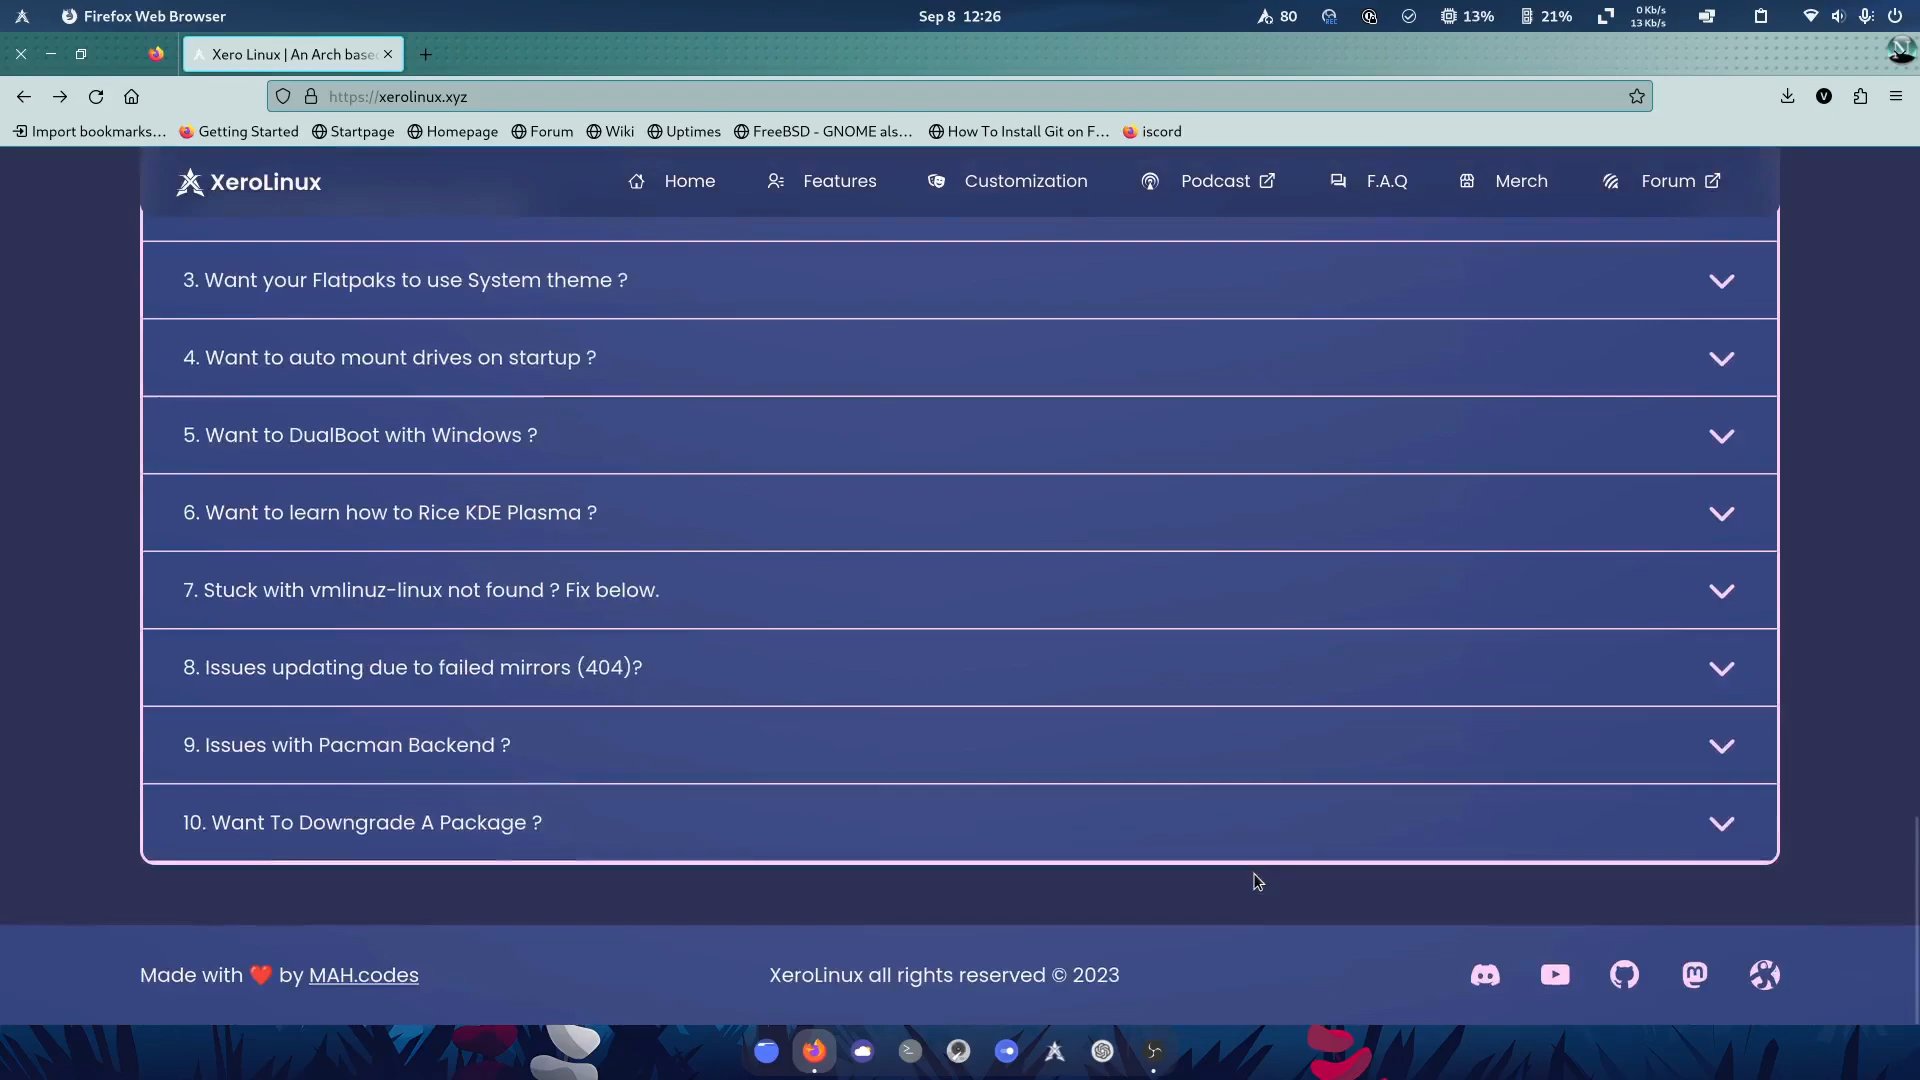 Firefox Web Browser
Sep 8 12:26
80
REC
13%
21%
0 Kb/s
13 Kb/s
Xero Linux | An Arch base
https://xerolinux.xyz
Import bookmarks...
Getting Started
Startpage
Homepage
Forum
Wiki
Uptimes
FreeBSD - GNOME als...
How To Install Git on F...
iscord
XeroLinux
Home
Features
Customization
Podcast
F.A.Q
Merch
Forum
3. Want your Flatpaks to use System theme ?
4. Want to auto mount drives on startup ?
5. Want to DualBoot with Windows ?
6. Want to learn how to Rice KDE Plasma ?
7. Stuck with vmlinuz-linux not found ? Fix below.
8. Issues updating due to failed mirrors (404)?
9. Issues with Pacman Backend ?
10. Want To Downgrade A Package ?
Made with ❤️ by MAH.codes
XeroLinux all rights reserved © 2023